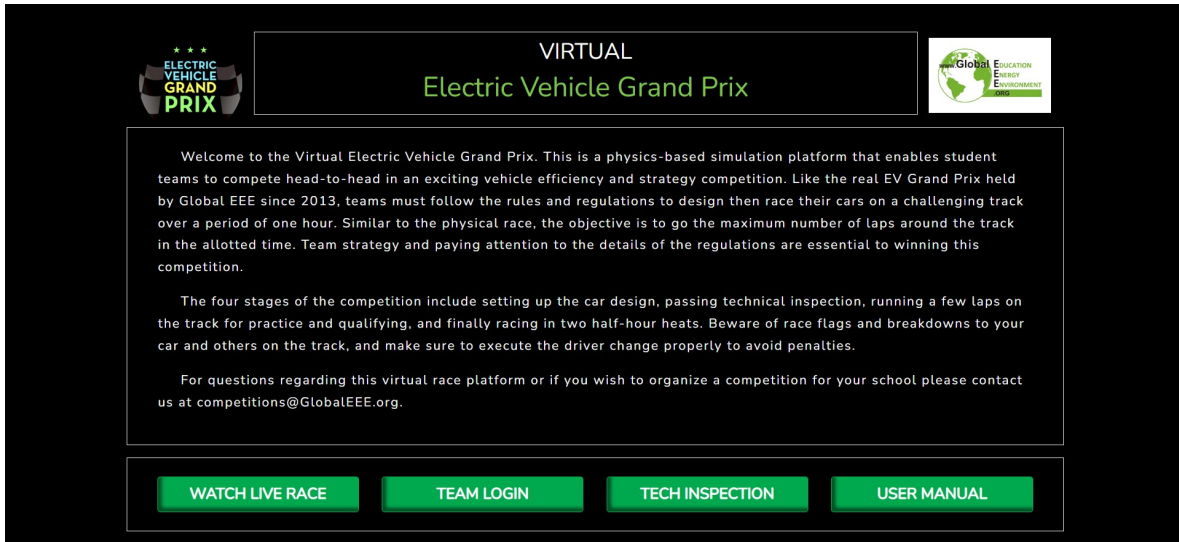 ★ ★ ★
ELECTRIC
VEHICLE
GRAND
PRIX
VIRTUAL
Electric Vehicle Grand Prix
www.Global EDUCATION
ENERGY
ENVIRONMENT
.ORG
Welcome to the Virtual Electric Vehicle Grand Prix. This is a physics-based simulation platform that enables student
teams to compete head-to-head in an exciting vehicle efficiency and strategy competition. Like the real EV Grand Prix held
by Global EEE since 2013, teams must follow the rules and regulations to design then race their cars on a challenging track
over a period of one hour. Similar to the physical race, the objective is to go the maximum number of laps around the track
in the allotted time. Team strategy and paying attention to the details of the regulations are essential to winning this
competition.
The four stages of the competition include setting up the car design, passing technical inspection, running a few laps on
the track for practice and qualifying, and finally racing in two half-hour heats. Beware of race flags and breakdowns to your
car and others on the track, and make sure to execute the driver change properly to avoid penalties.
For questions regarding this virtual race platform or if you wish to organize a competition for your school please contact
us at competitions@GlobalEEE.org.
WATCH LIVE RACE
TEAM LOGIN
TECH INSPECTION
USER MANUAL